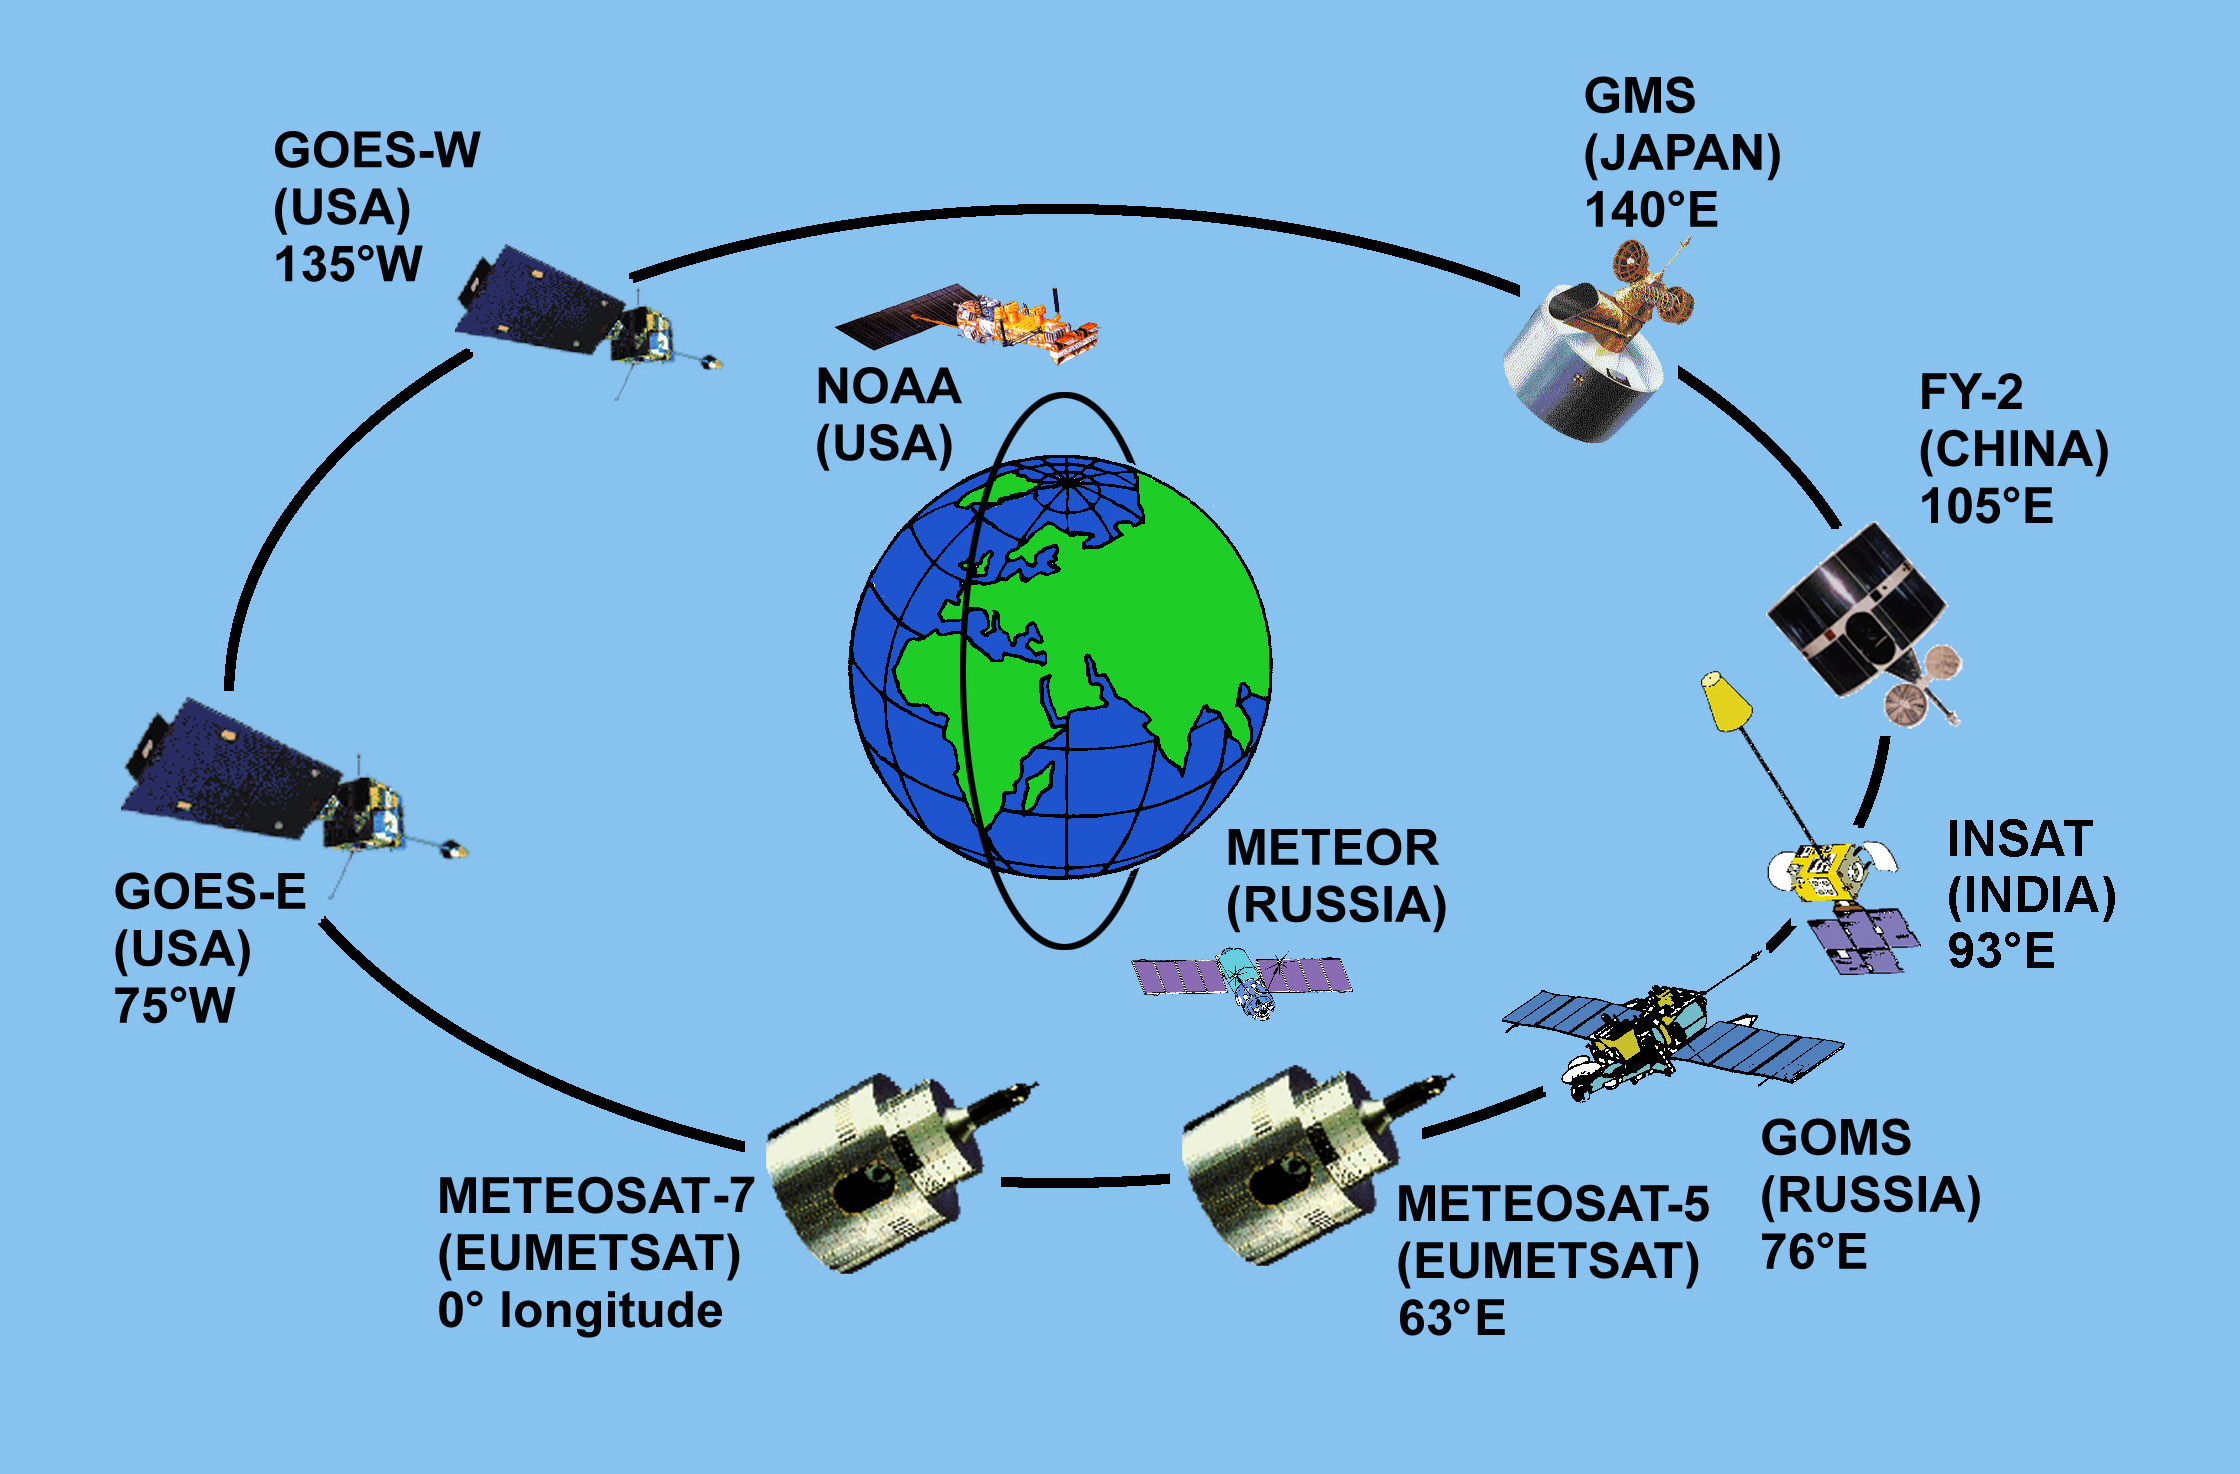 GOES-W
(USA)
135°W
GMS
(JAPAN)
140°E
NOAA
(USA)
FY-2
(CHINA)
105°E
METEOR
(RUSSIA)
INSAT
(INDIA)
93°E
GOES-E
(USA)
75°W
METEOSAT-7
(EUMETSAT)
0° longitude
METEOSAT-5
(EUMETSAT)
63°E
GOMS
(RUSSIA)
76°E